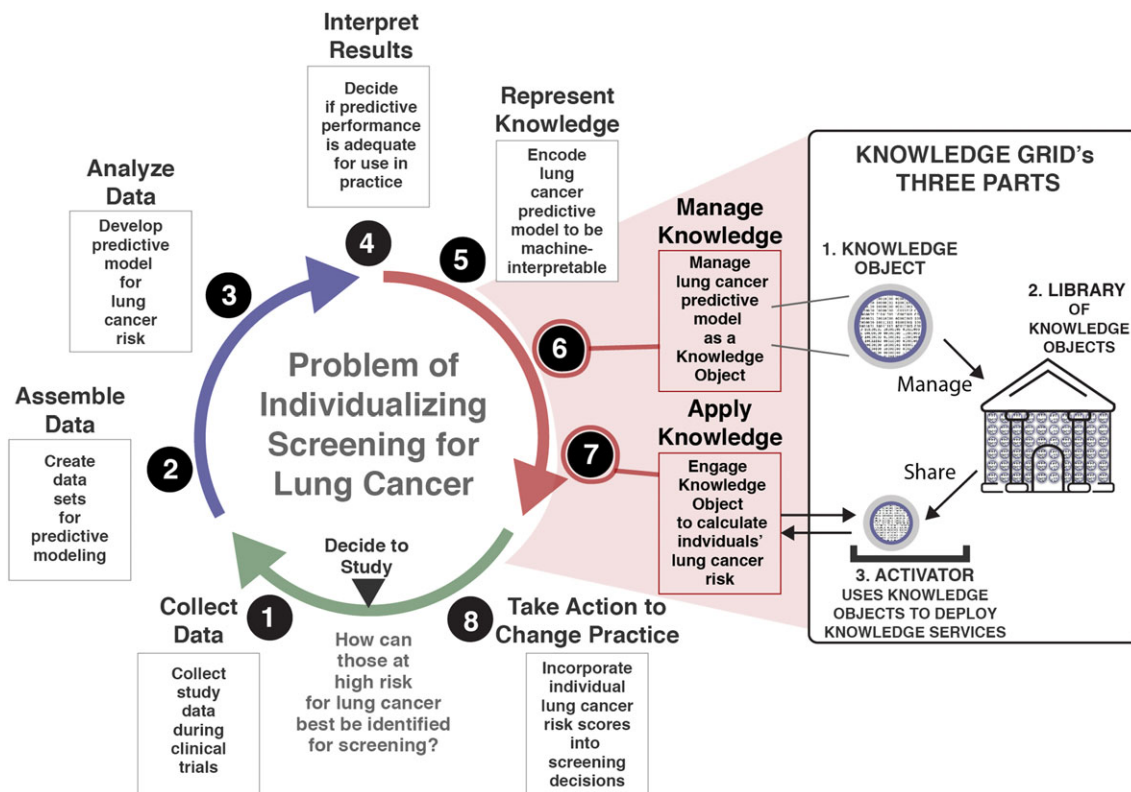 Interpret
Results
Decide
if predictive
performance
is adequate
for use in
practice
Represent
Knowledge
Encode
lung
cancer
predictive
model to be
machine-
interpretable
Analyze
Data
Develop
predictive
model
for
lung
cancer
risk
Assemble
Data
Create
data
sets
for
predictive
modeling
4
5
3
6
2
7
1
8
Problem of
Individualizing
Screening for
Lung Cancer
Decide to
Study
How can
those at
high risk
for lung cancer
best be identified
for screening?
Collect
Data
Collect
study
data
during
clinical
trials
Take Action to
Change Practice
Incorporate
individual
lung cancer
risk scores
into
screening
decisions
Manage
Knowledge
Manage
lung cancer
predictive
model
as a
Knowledge
Object
Apply
Knowledge
Engage
Knowledge
Object
to calculate
indviduals'
lung cancer
risk
KNOWLEDGE GRID's
THREE PARTS
1. KNOWLEDGE
OBJECT
2. LIBRARY
OF
KNOWLEDGE
OBJECTS
Manage
Share
3. ACTIVATOR
USES KNOWLEDGE
OBJECTS TO DEPLOY
KNOWLEDGE SERVICES